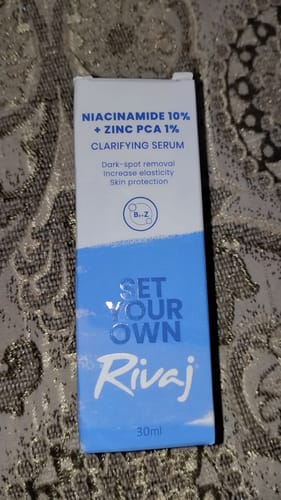 NIACINAMIDE 10%
+ ZINC PCA 1%
CLARIFYING SERUM
Dark-spot removal
Increase elasticity
Skin protection
B₃+Z
SET
YOUR
OWN
Rivaj
30ml